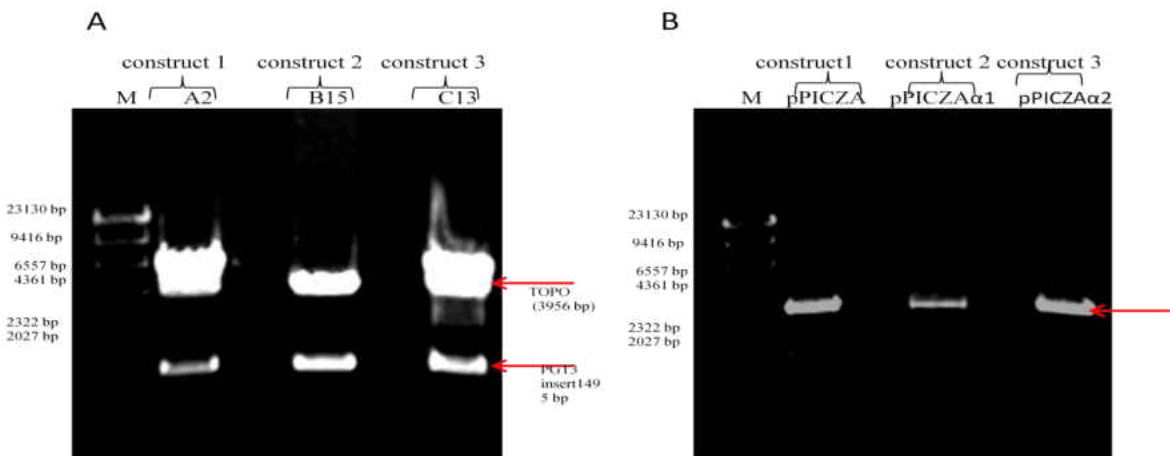 A
construct 1 construct 2 construct 3
M A2 B15 C13
23130 bp
9416 bp
6557 bp
4361 bp
2322 bp
2027 bp
TOPO
(3956 bp)
PGT3
insert149
5 bp
B
construct1 construct 2 construct 3
M pPICZA pPICZAα1 pPICZAα2
23130 bp
9416 bp
6557 bp
4361 bp
2322 bp
2027 bp